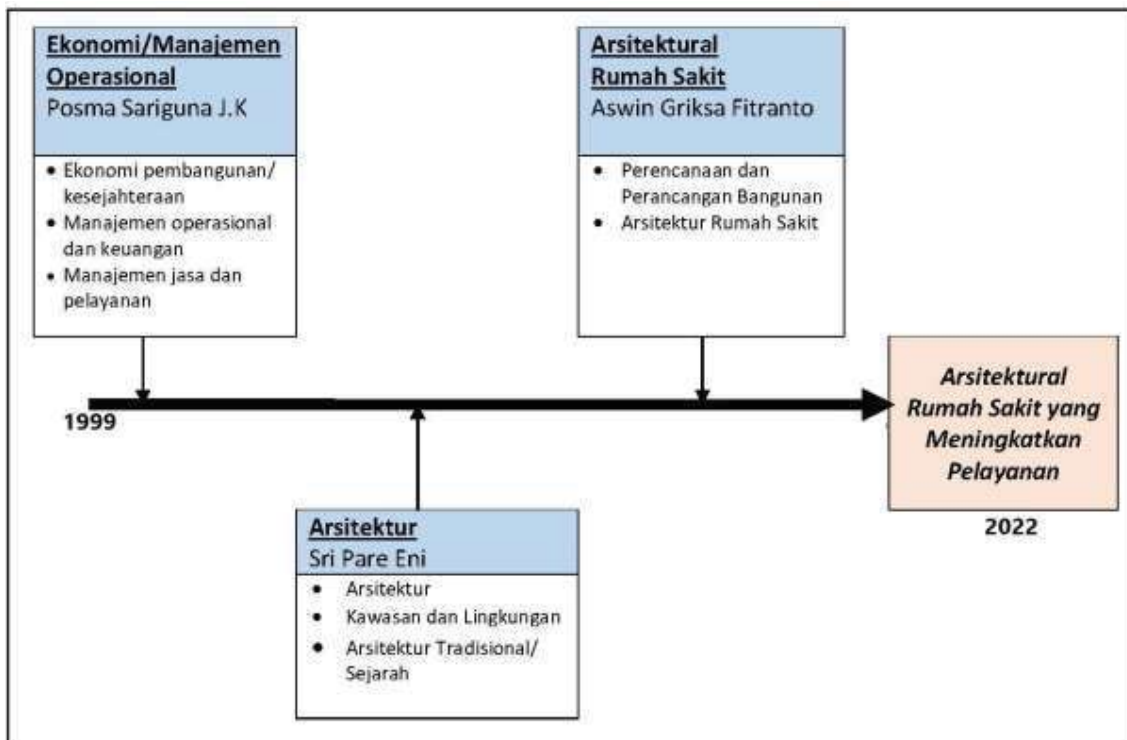 Ekonomi/Manajemen
Operasional
Posma Sariguna J.K
• Ekonomi pembangunan/
kesejahteraan
• Manajemen operasional
dan keuangan
• Manajemen jasa dan
pelayanan
Arsitektural
Rumah Sakit
Aswin Griksa Fitranto
• Perencanaan dan
Perancangan Bangunan
• Arsitektur Rumah Sakit
1999
Arsitektur
Sri Pare Eni
• Arsitektur
• Kawasan dan Lingkungan
• Arsitektur Tradisional/
Sejarah
Arsitektural
Rumah Sakit yang
Meningkatkan
Pelayanan
2022